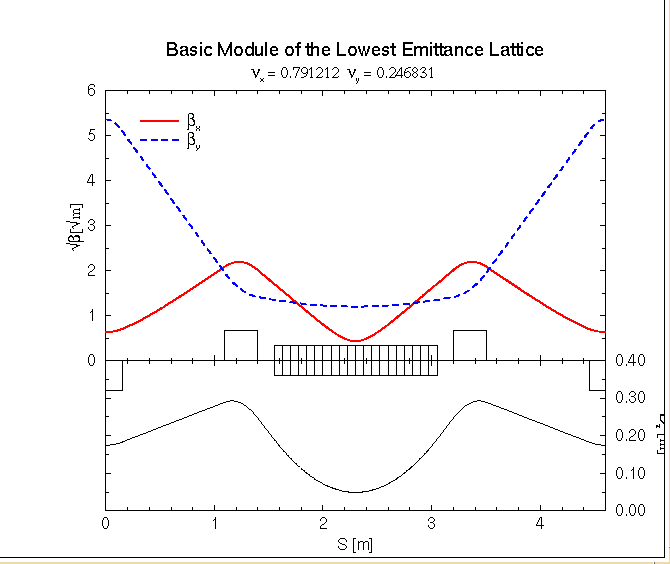 Basic Module of the Lowest Emittance Lattice
νx = 0.791212 νy = 0.246831
6
βx
βy
5
4
3
2
1
0
√β[√m]
0.40
0.30
0.20
0.10
0.00
0 1 2 3 4
S [m]